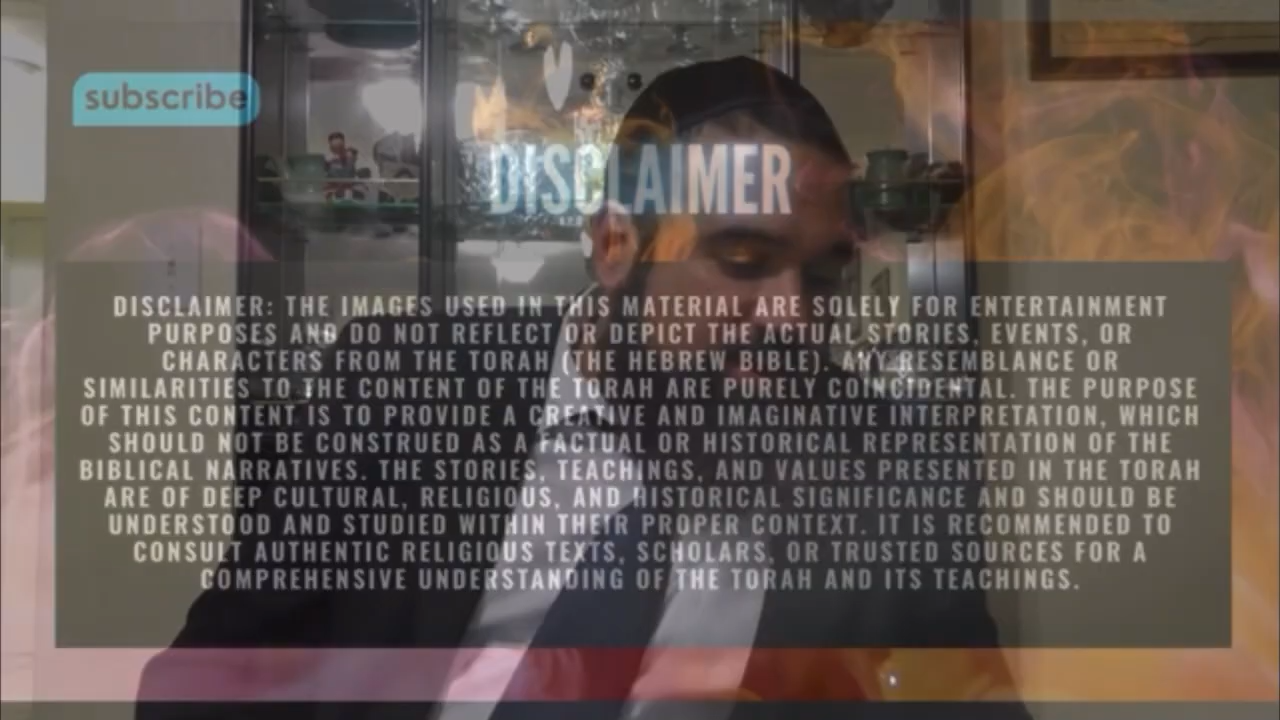 subscribe
DISCLAIMER
DISCLAIMER: THE IMAGES USED IN THIS MATERIAL ARE SOLELY FOR ENTERTAINMENT
PURPOSES AND DO NOT REFLECT OR DEPICT THE ACTUAL STORIES, EVENTS, OR
CHARACTERS FROM THE TORAH (THE HEBREW BIBLE). ANY RESEMBLANCE OR
SIMILARITIES TO THE CONTENT OF THE TORAH ARE PURELY COINCIDENTAL. THE PURPOSE
OF THIS CONTENT IS TO PROVIDE A CREATIVE AND IMAGINATIVE INTERPRETATION, WHICH
SHOULD NOT BE CONSTRUED AS A FACTUAL OR HISTORICAL REPRESENTATION OF THE
BIBLICAL NARRATIVES. THE STORIES, TEACHINGS, AND VALUES PRESENTED IN THE TORAH
ARE OF DEEP CULTURAL, RELIGIOUS, AND HISTORICAL SIGNIFICANCE AND SHOULD BE
UNDERSTOOD AND STUDIED WITHIN THEIR PROPER CONTEXT. IT IS RECOMMENDED TO
CONSULT AUTHENTIC RELIGIOUS TEXTS, SCHOLARS, OR TRUSTED SOURCES FOR A
COMPREHENSIVE UNDERSTANDING OF THE TORAH AND ITS TEACHINGS.